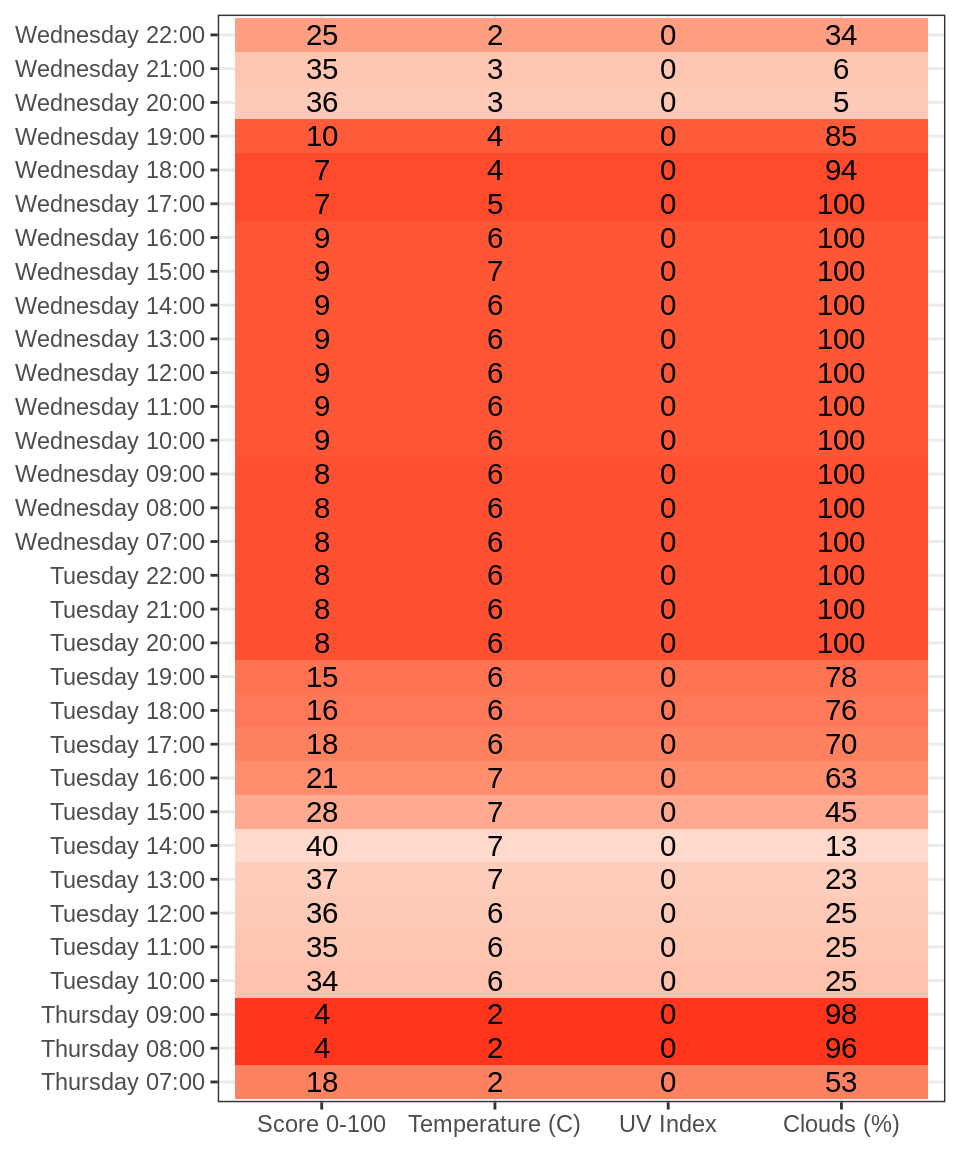 Wednesday 22:00 25 2 0 34
Wednesday 21:00 35 3 0 6
Wednesday 20:00 36 3 0 5
Wednesday 19:00 10 4 0 85
Wednesday 18:00 7 4 0 94
Wednesday 17:00 7 5 0 100
Wednesday 16:00 9 6 0 100
Wednesday 15:00 9 7 0 100
Wednesday 14:00 9 6 0 100
Wednesday 13:00 9 6 0 100
Wednesday 12:00 9 6 0 100
Wednesday 11:00 9 6 0 100
Wednesday 10:00 9 6 0 100
Wednesday 09:00 8 6 0 100
Wednesday 08:00 8 6 0 100
Wednesday 07:00 8 6 0 100
Tuesday 22:00 8 6 0 100
Tuesday 21:00 8 6 0 100
Tuesday 20:00 8 6 0 100
Tuesday 19:00 15 6 0 78
Tuesday 18:00 16 6 0 76
Tuesday 17:00 18 6 0 70
Tuesday 16:00 21 7 0 63
Tuesday 15:00 28 7 0 45
Tuesday 14:00 40 7 0 13
Tuesday 13:00 37 7 0 23
Tuesday 12:00 36 6 0 25
Tuesday 11:00 35 6 0 25
Tuesday 10:00 34 6 0 25
Thursday 09:00 4 2 0 98
Thursday 08:00 4 2 0 96
Thursday 07:00 18 2 0 53
Score 0-100 Temperature (C) UV Index Clouds (%)